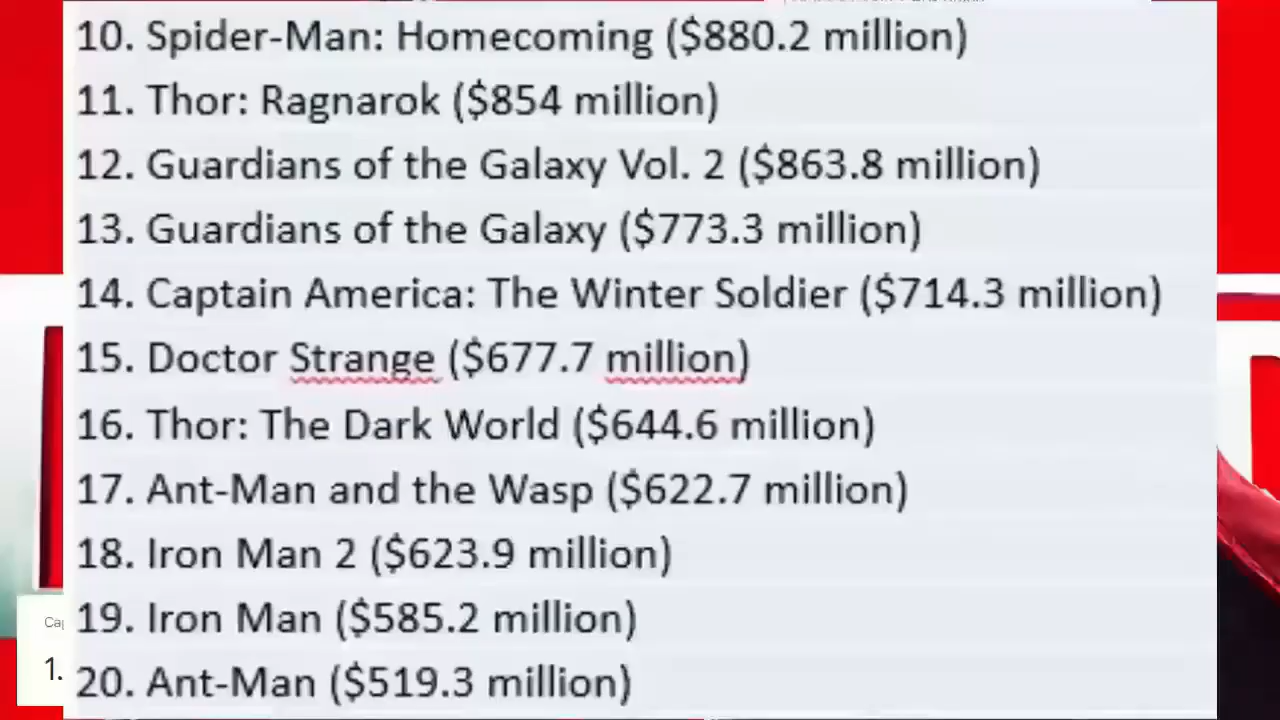 10. Spider-Man: Homecoming ($880.2 million)
11. Thor: Ragnarok ($854 million)
12. Guardians of the Galaxy Vol. 2 ($863.8 million)
13. Guardians of the Galaxy ($773.3 million)
14. Captain America: The Winter Soldier ($714.3 million)
15. Doctor Strange ($677.7 million)
16. Thor: The Dark World ($644.6 million)
17. Ant-Man and the Wasp ($622.7 million)
18. Iron Man 2 ($623.9 million)
19. Iron Man ($585.2 million)
20. Ant-Man ($519.3 million)
1.